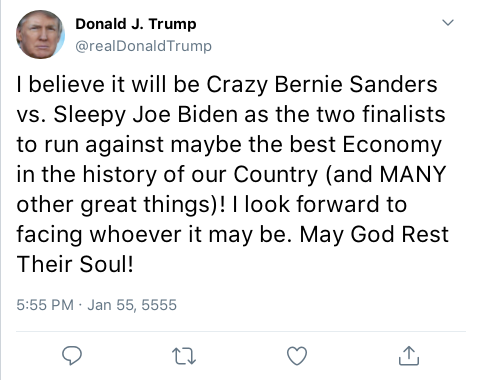 Donald J. Trump
@realDonaldTrump
I believe it will be Crazy Bernie Sanders
vs. Sleepy Joe Biden as the two finalists
to run against maybe the best Economy
in the history of our Country (and MANY
other great things)! I look forward to
facing whoever it may be. May God Rest
Their Soul!
5:55 PM · Jan 55, 5555